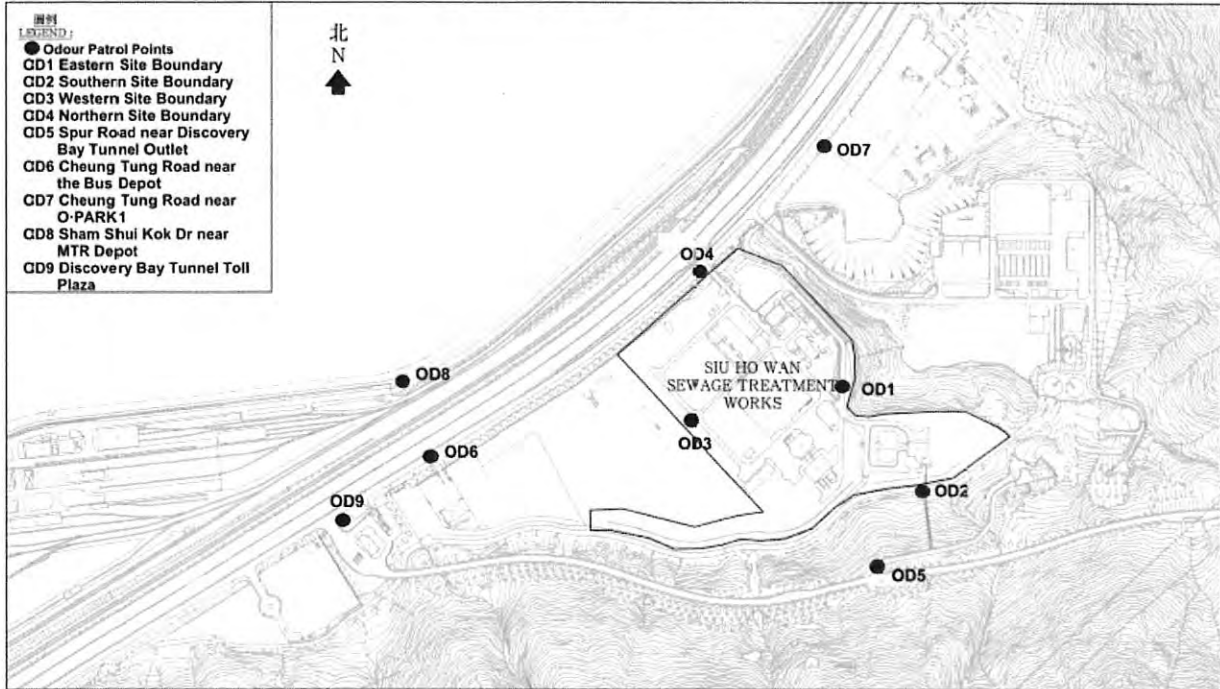 圖例
LEGEND :
Odour Patrol Points
OD1 Eastern Site Boundary
OD2 Southern Site Boundary
OD3 Western Site Boundary
OD4 Northern Site Boundary
OD5 Spur Road near Discovery
Bay Tunnel Outlet
OD6 Cheung Tung Road near
the Bus Depot
OD7 Cheung Tung Road near
O·PARK1
OD8 Sham Shui Kok Dr near
MTR Depot
OD9 Discovery Bay Tunnel Toll
Plaza
北
N
OD7
OD4
SIU HO WAN
SEWAGE TREATMENT
WORKS
OD8
OD1
OD3
OD6
OD2
OD9
OD5